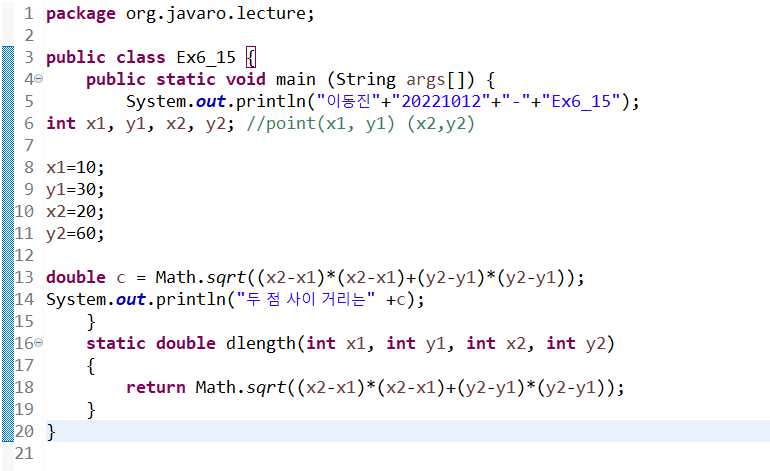 1 package org.javaro.lecture;
2
3 public class Ex6_15 {
4     public static void main (String args[]) {
5         System.out.println("이동진"+"20221012"+"-"+"Ex6_15");
6 int x1, y1, x2, y2; //point(x1, y1) (x2,y2)
7
8 x1=10;
9 y1=30;
10 x2=20;
11 y2=60;
12
13 double c = Math.sqrt((x2-x1)*(x2-x1)+(y2-y1)*(y2-y1));
14 System.out.println("두 점 사이 거리는" +c);
15     }
16     static double dlength(int x1, int y1, int x2, int y2)
17     {
18         return Math.sqrt((x2-x1)*(x2-x1)+(y2-y1)*(y2-y1));
19     }
20 }
21